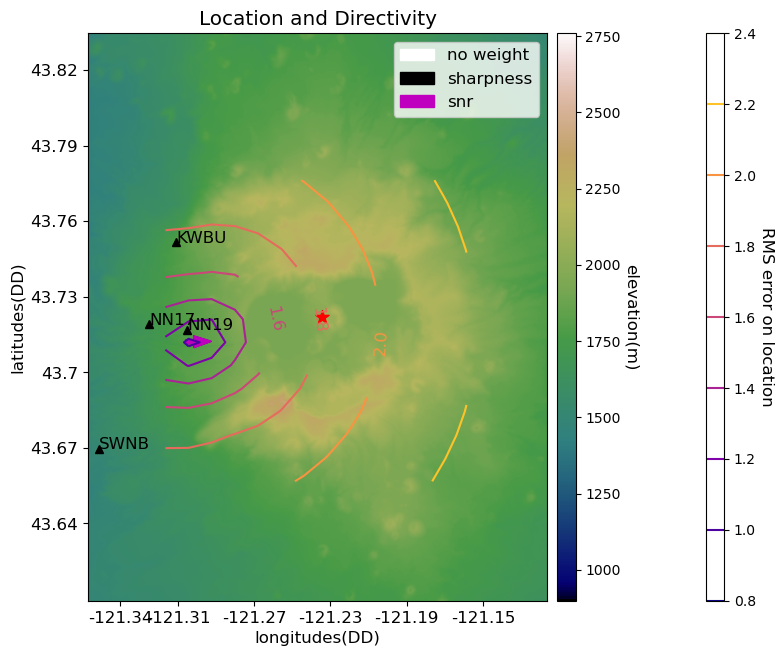 Location and Directivity
no weight
sharpness
snr
latitudes(DD)
43.82
43.79
43.76
43.73
43.7
43.67
43.64
KWBU
NN17
NN19
SWNB
1.6
2.0
-121.34
-121.31
-121.27
-121.23
-121.19
-121.15
longitudes(DD)
2750
2500
2250
2000
1750
1500
1250
1000
elevation(m)
2.4
2.2
2.0
1.8
1.6
1.4
1.2
1.0
0.8
RMS error on location